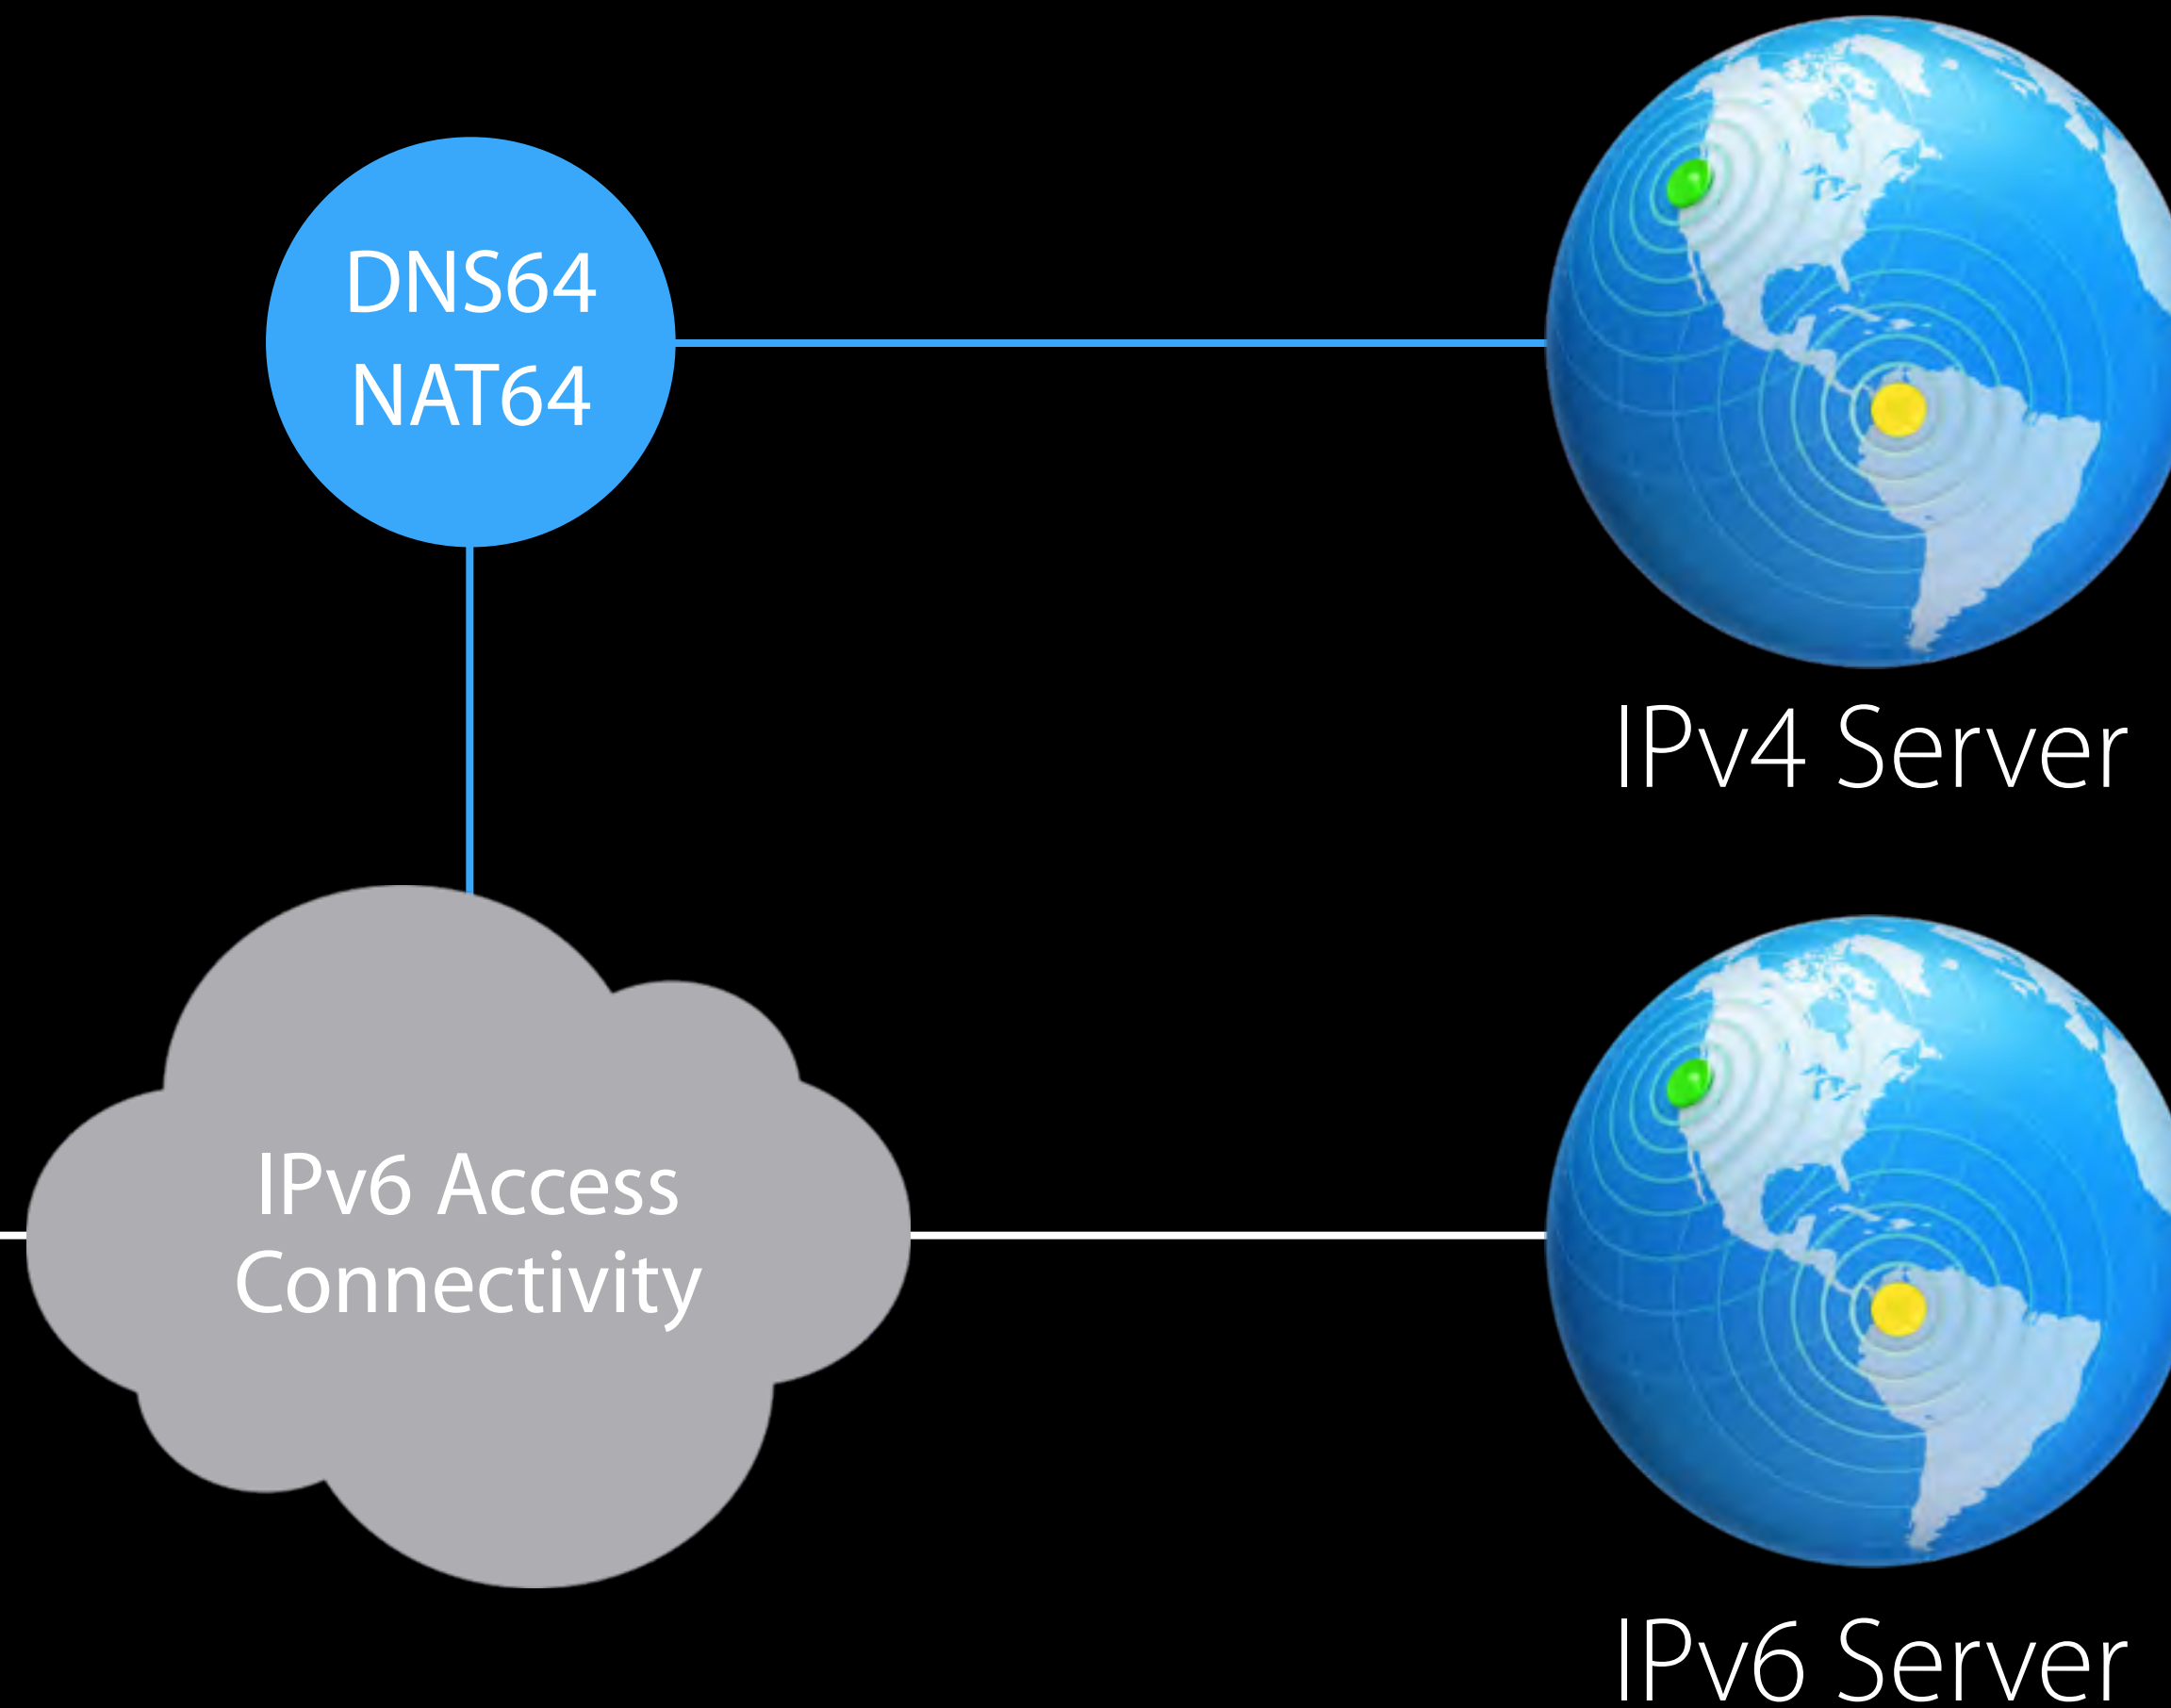 DNS64
NAT64
IPv4 Server
IPv6 Access
Connectivity
IPv6 Server